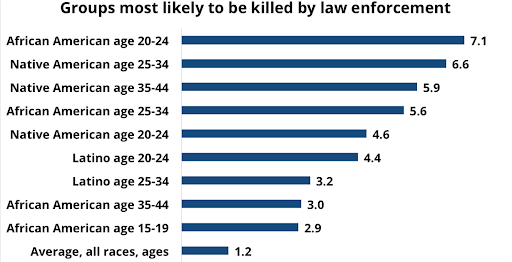 Groups most likely to be killed by law enforcement
African American age 20-24 7.1
Native American age 25-34 6.6
Native American age 35-44 5.9
African American age 25-34 5.6
Native American age 20-24 4.6
Latino age 20-24 4.4
Latino age 25-34 3.2
African American age 35-44 3.0
African American age 15-19 2.9
Average, all races, ages 1.2